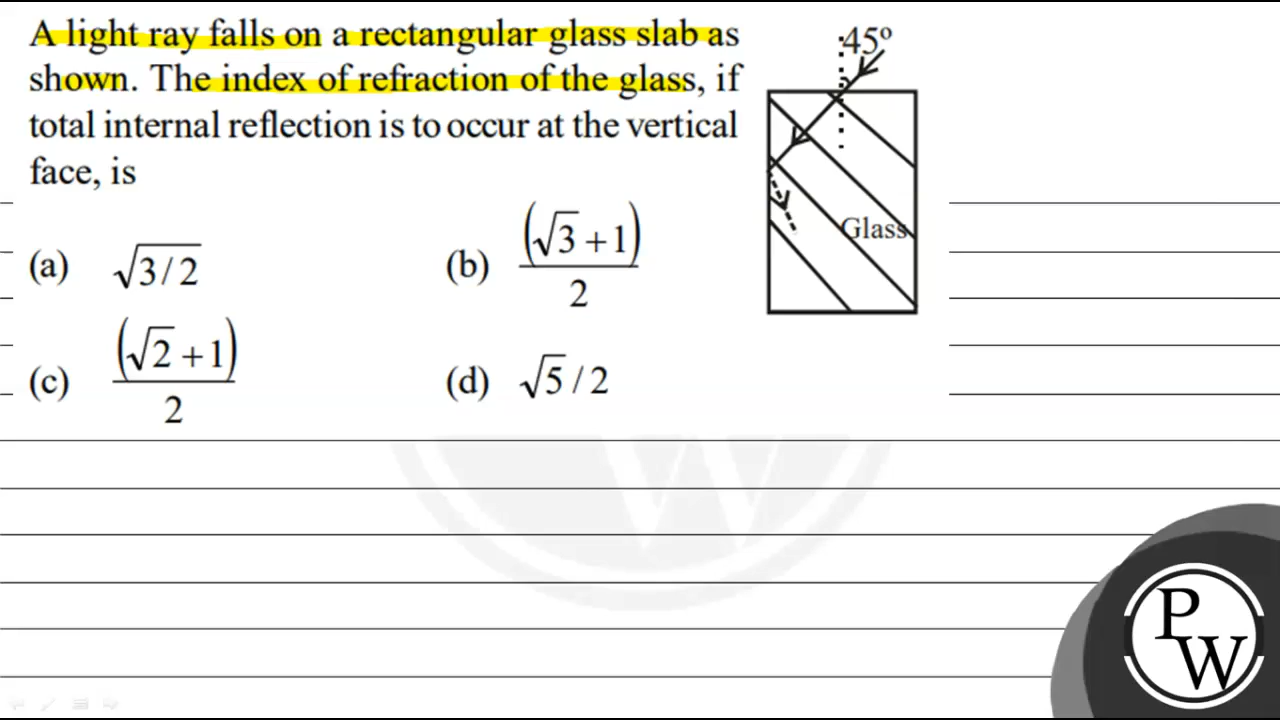 A light ray falls on a rectangular glass slab as
shown. The index of refraction of the glass, if
total internal reflection is to occur at the vertical
face, is
45°
Glass
(a) √3/2
(b) (√3+1)/2
(c) (√2+1)/2
(d) √5/2
P
W